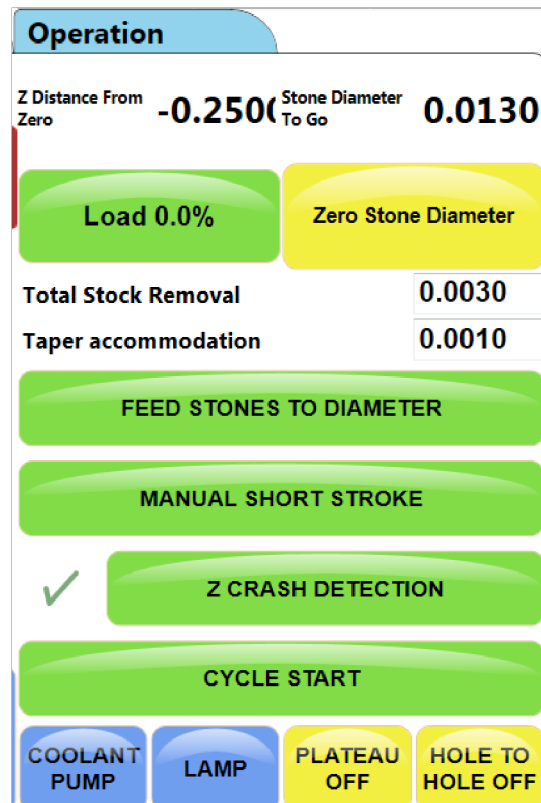 Operation
Z Distance From Zero -0.250( Stone Diameter To Go 0.0130
Load 0.0% Zero Stone Diameter
Total Stock Removal 0.0030
Taper accommodation 0.0010
FEED STONES TO DIAMETER
MANUAL SHORT STROKE
Z CRASH DETECTION
CYCLE START
COOLANT PUMP LAMP PLATEAU OFF HOLE TO HOLE OFF